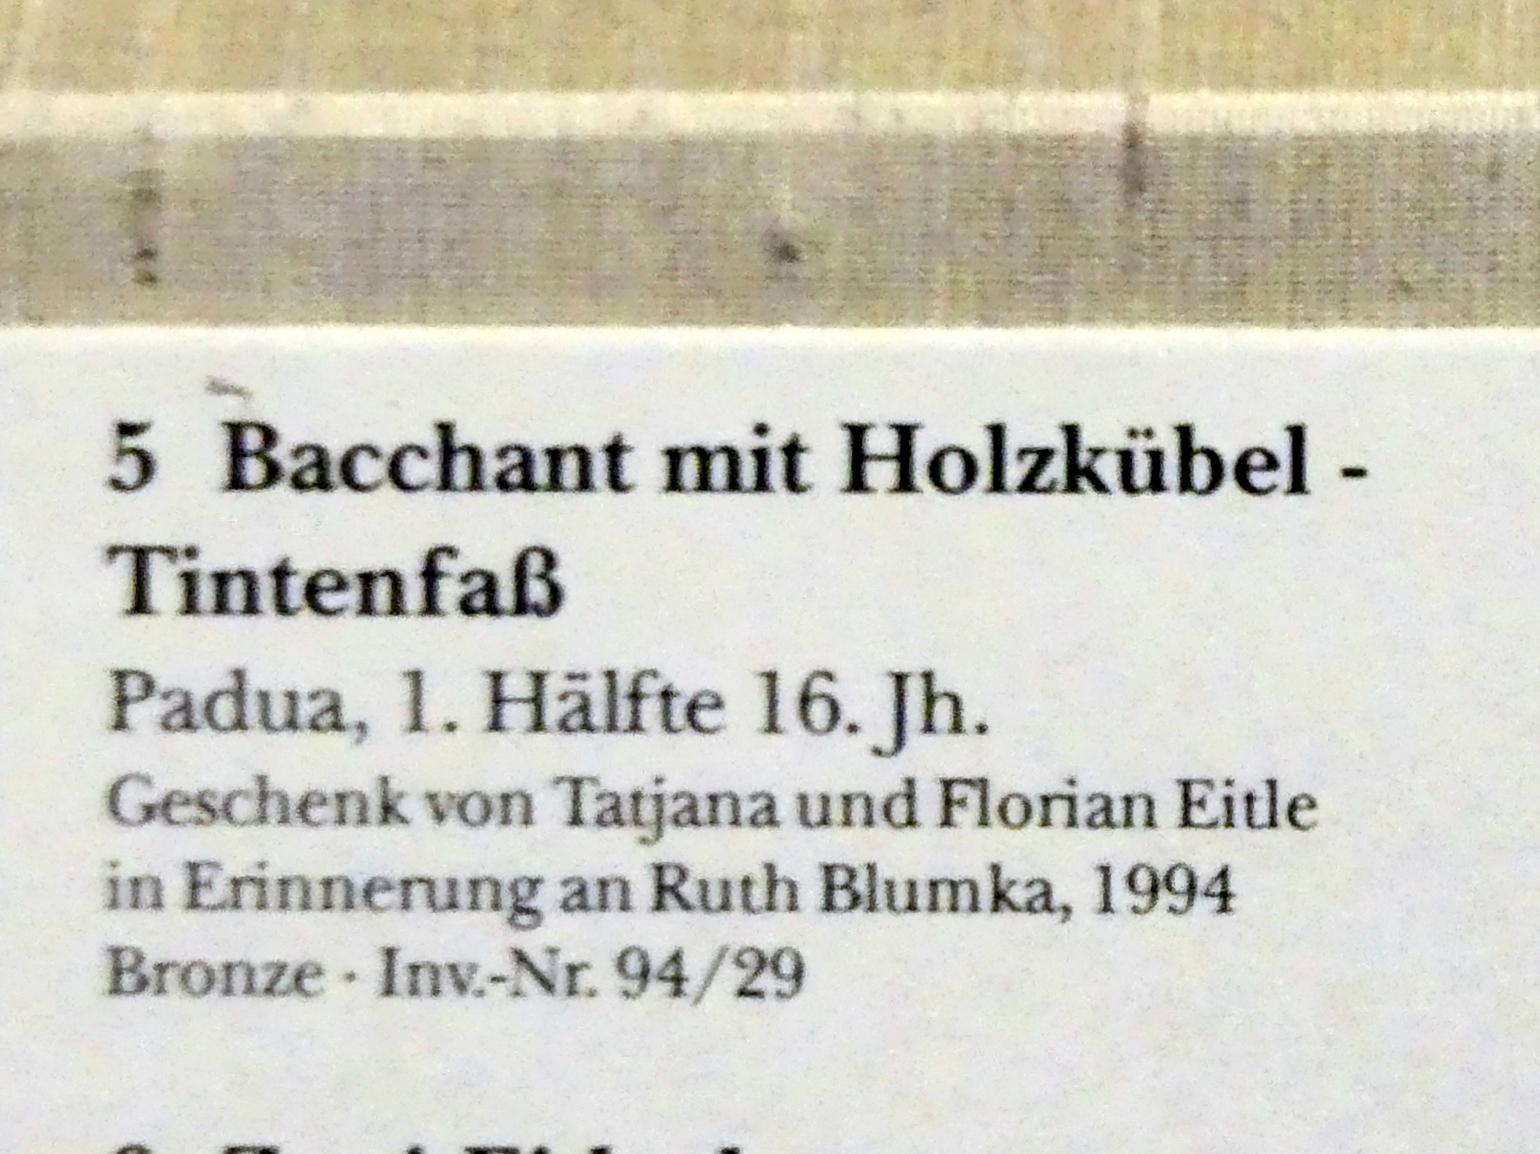 5 Bacchant mit Holzkübel -
Tintenfaß
Padua, 1. Hälfte 16. Jh.
Geschenk von Tatjana und Florian Eitle
in Erinnerung an Ruth Blumka, 1994
Bronze · Inv.-Nr. 94/29